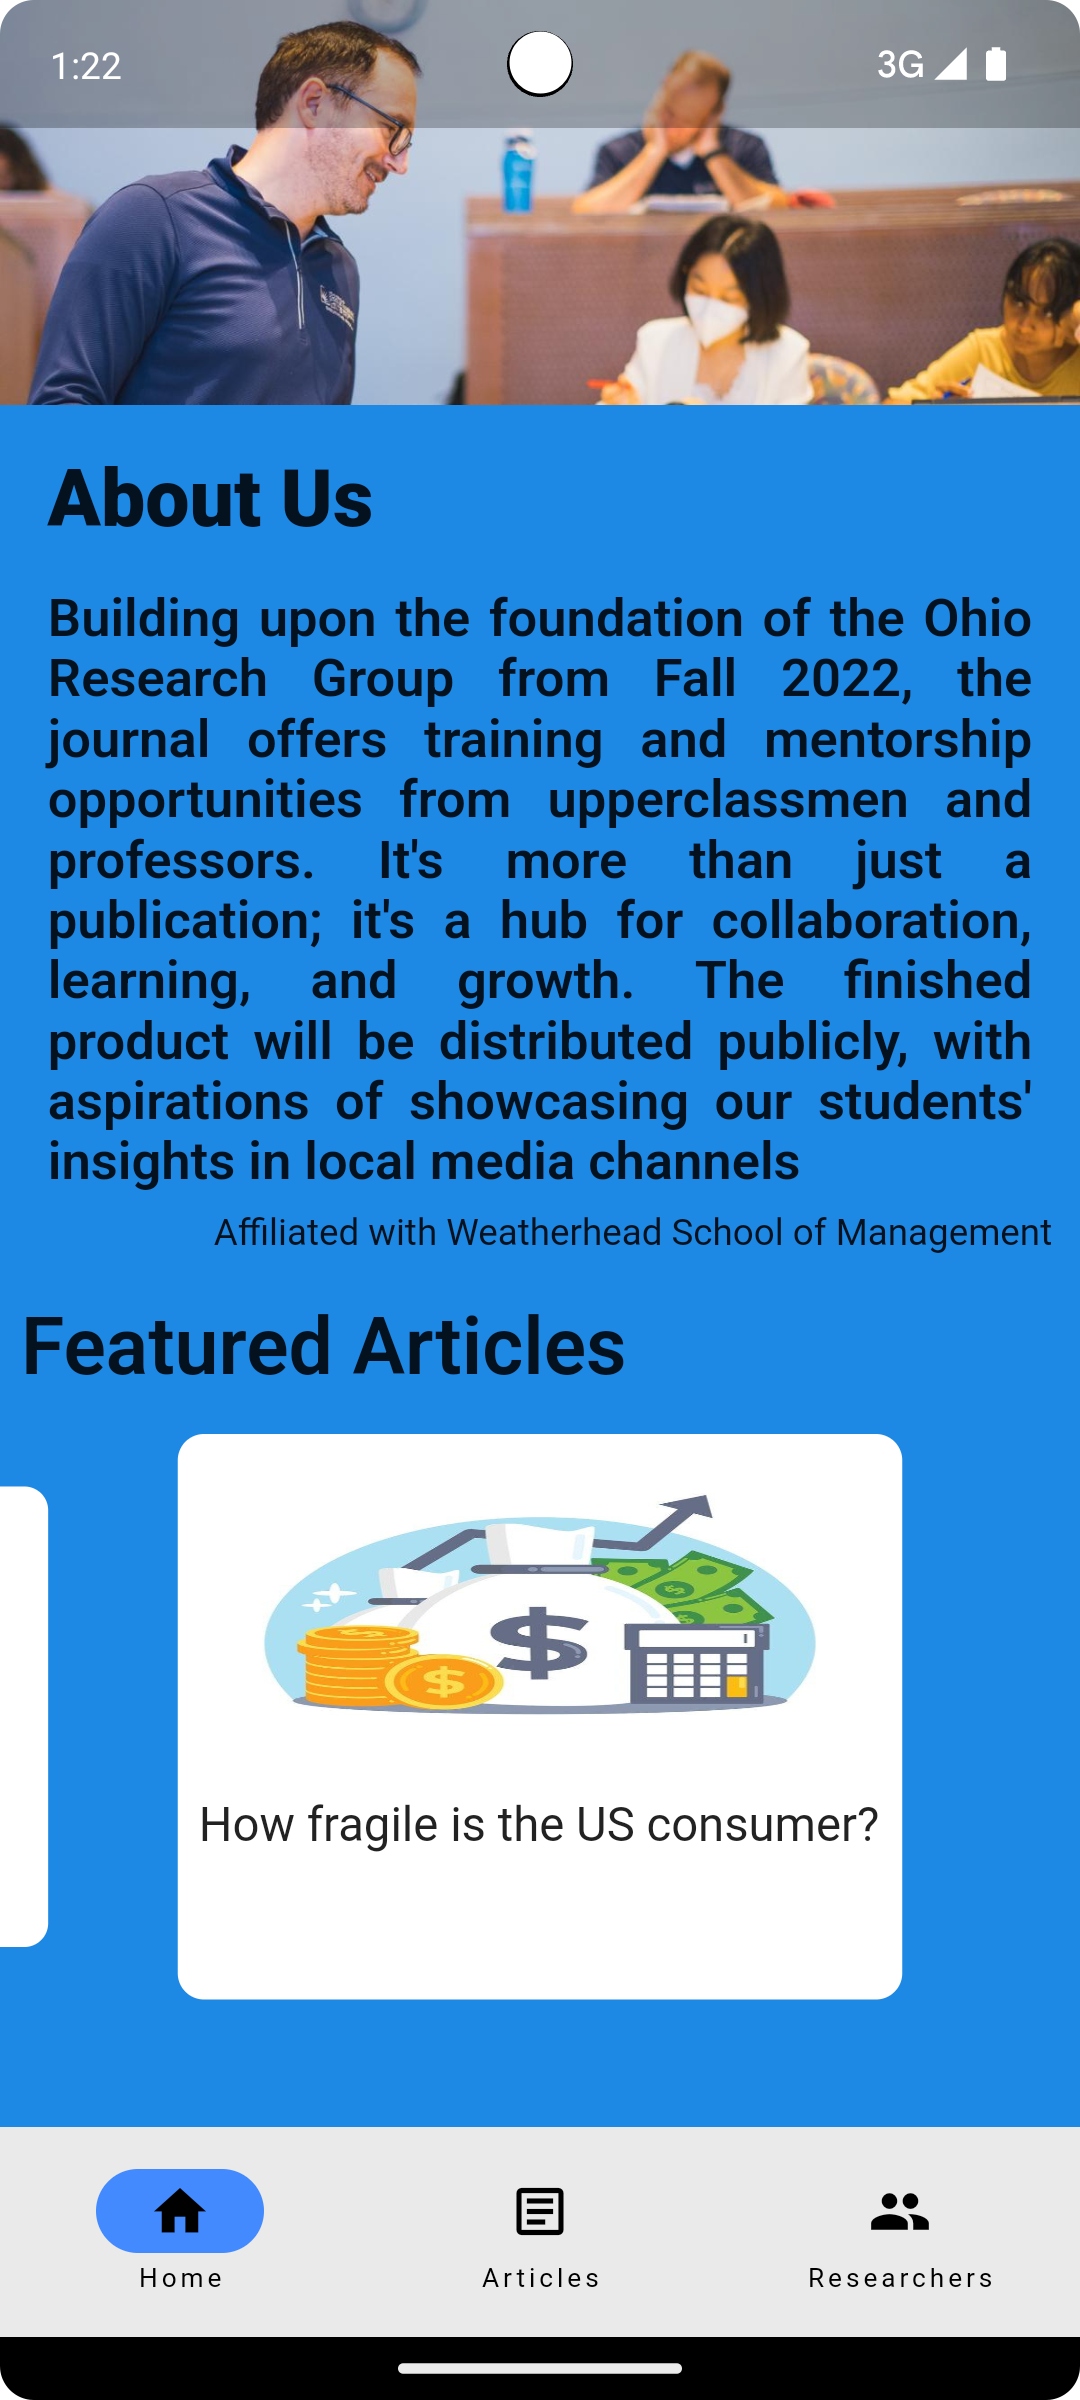 1:22
3G
About Us
Building upon the foundation of the Ohio
Research Group from Fall 2022, the
journal offers training and mentorship
opportunities from upperclassmen and
professors. It's more than just a
publication; it's a hub for collaboration,
learning, and growth. The finished
product will be distributed publicly, with
aspirations of showcasing our students'
insights in local media channels
Affiliated with Weatherhead School of Management
Featured Articles
$
$
$
$
$
How fragile is the US consumer?
Home
Articles
Researchers